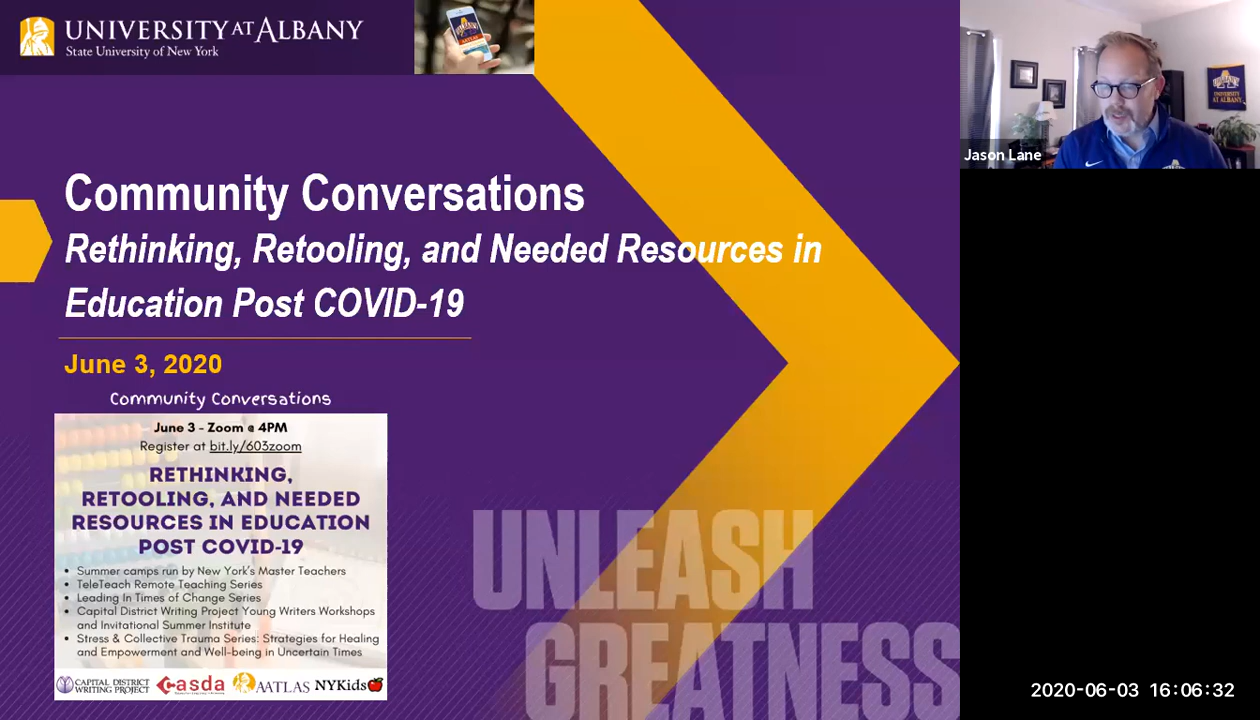 UNIVERSITY AT ALBANY
State University of New York
Community Conversations
Rethinking, Retooling, and Needed Resources in
Education Post COVID-19
June 3, 2020
Community Conversations
June 3 - Zoom @ 4PM
Register at bit.ly/603zoom
RETHINKING,
RETOOLING, AND NEEDED
RESOURCES IN EDUCATION
POST COVID-19
• Summer camps run by New York's Master Teachers
• TeleTeach Remote Teaching Series
• Leading In Times of Change Series
• Capital District Writing Project Young Writers Workshops
and Invitational Summer Institute
• Stress & Collective Trauma Series: Strategies for Healing
and Empowerment and Well-being in Uncertain Times
CAPITAL DISTRICT
WRITING PROJECT
casda
AATLAS
NYKids
UNLEASH
GREATNESS
UNIVERSITY
AT ALBANY
Jason Lane
2020-06-03 16:06:32